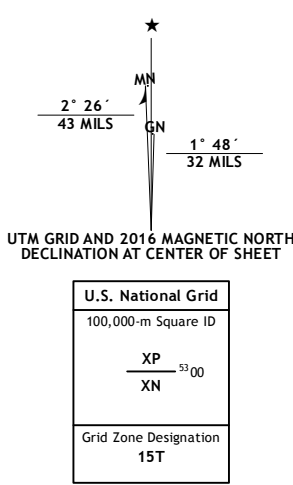 ★
MN
2° 26´
43 MILS
GN
1° 48´
32 MILS
UTM GRID AND 2016 MAGNETIC NORTH
DECLINATION AT CENTER OF SHEET
U.S. National Grid
100,000-m Square ID
XP
5300
XN
Grid Zone Designation
15T